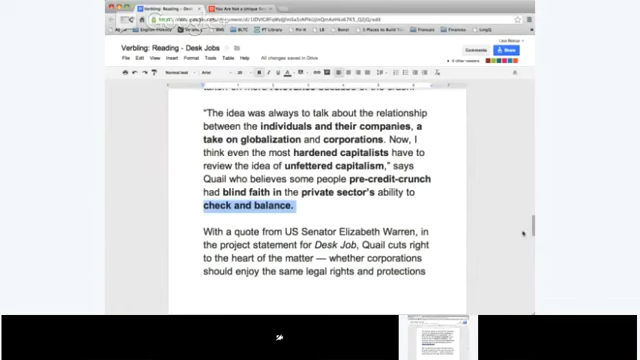 Verbling: Reading - Desk Jobs
File Edit View Insert Format Tools Table Help All changes saved in Drive
Comments Share
Normal text
"The idea was always to talk about the relationship
between the individuals and their companies, a
take on globalization and corporations. Now, I
think even the most hardened capitalists have to
review the idea of unfettered capitalism," says
Quail who believes some people pre-credit-crunch
had blind faith in the private sector's ability to
check and balance.
With a quote from US Senator Elizabeth Warren, in
the project statement for Desk Job, Quail cuts right
to the heart of the matter — whether corporations
should enjoy the same legal rights and protections